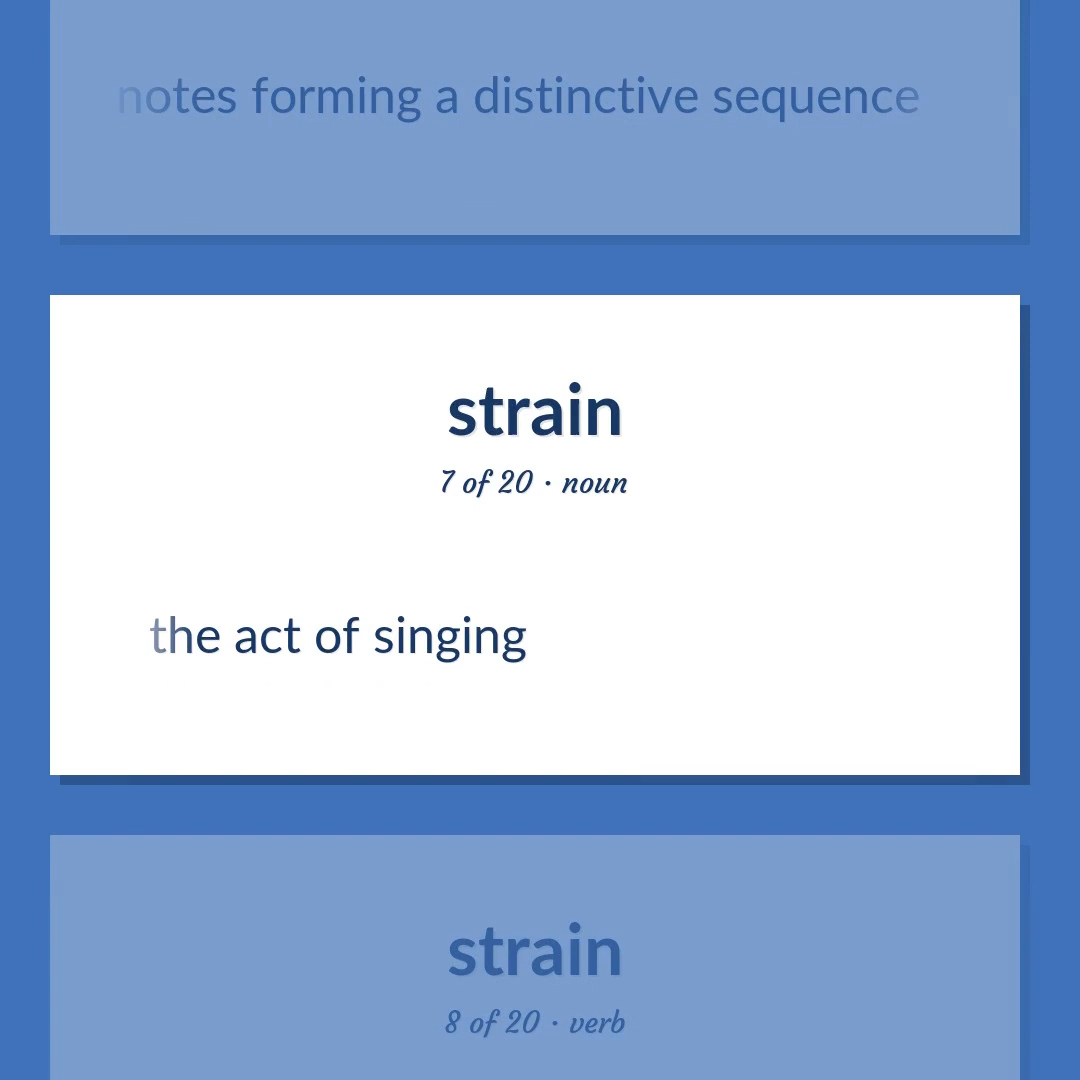 notes forming a distinctive sequence
strain
7 of 20 · noun
the act of singing
strain
8 of 20 · verb